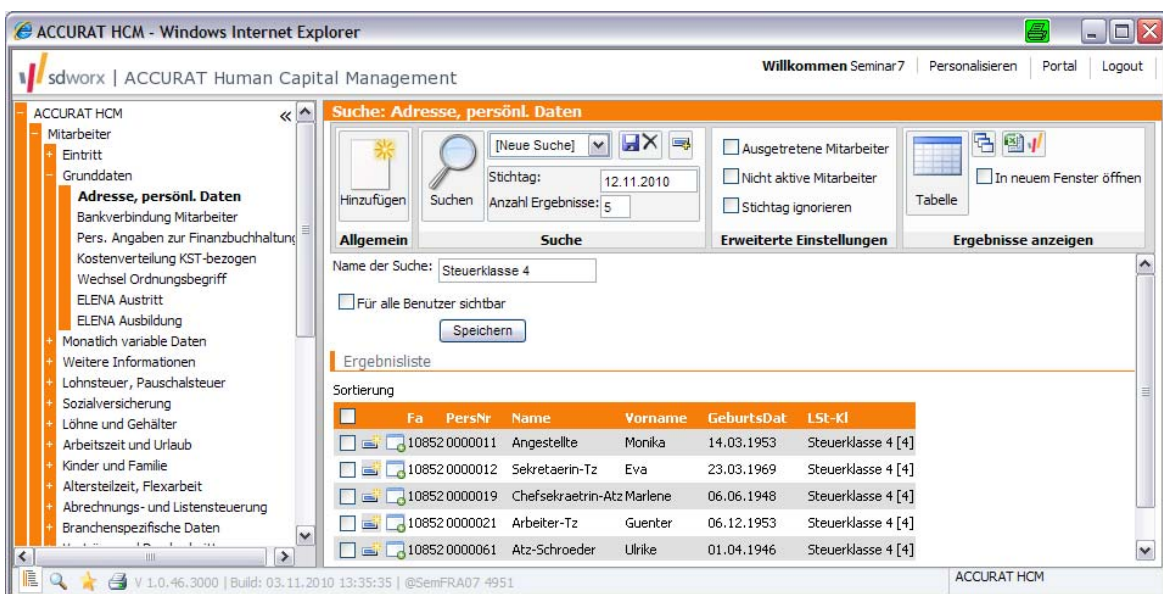 ACCURAT HCM - Windows Internet Explorer
sdworx | ACCURAT Human Capital Management
Willkommen Seminar7 | Personalisieren | Portal | Logout
ACCURAT HCM
Mitarbeiter
Eintritt
Grunddaten
Adresse, persönl. Daten
Bankverbindung Mitarbeiter
Pers. Angaben zur Finanzbuchhaltung
Kostenverteilung KST-bezogen
Wechsel Ordnungsbegriff
ELENA Austritt
ELENA Ausbildung
Monatlich variable Daten
Weitere Informationen
Lohnsteuer, Pauschalsteuer
Sozialversicherung
Löhne und Gehälter
Arbeitszeit und Urlaub
Kinder und Familie
Altersteilzeit, Flexarbeit
Abrechnungs- und Listensteuerung
Branchenspezifische Daten
Suche: Adresse, persönl. Daten
Hinzufügen
Allgemein
Suchen
[Neue Suche]
Stichtag: 12.11.2010
Anzahl Ergebnisse: 5
Suche
Ausgetretene Mitarbeiter
Nicht aktive Mitarbeiter
Stichtag ignorieren
Erweiterte Einstellungen
Tabelle
In neuem Fenster öffnen
Ergebnisse anzeigen
Name der Suche: Steuerklasse 4
Für alle Benutzer sichtbar
Speichern
Ergebnisliste
Sortierung
Fa PersNr Name Vorname GeburtsDat LSt-Kl
10852 0000011 Angestellte Monika 14.03.1953 Steuerklasse 4 [4]
10852 0000012 Sekretaerin-Tz Eva 23.03.1969 Steuerklasse 4 [4]
10852 0000019 Chefsekraetrin-Atz Marlene 06.06.1948 Steuerklasse 4 [4]
10852 0000021 Arbeiter-Tz Guenter 06.12.1953 Steuerklasse 4 [4]
10852 0000061 Atz-Schroeder Ulrike 01.04.1946 Steuerklasse 4 [4]
V 1.0.46.3000 | Build: 03.11.2010 13:35:35 | @SemFRA07 4951
ACCURAT HCM